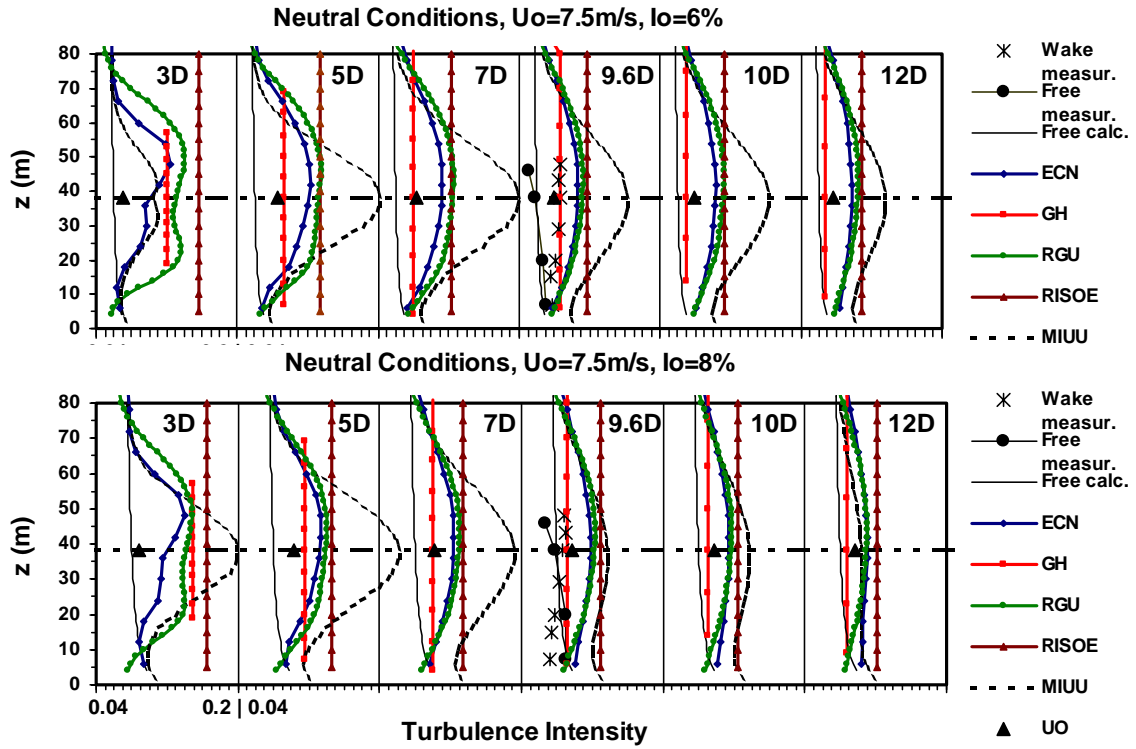 Neutral Conditions, Uo=7.5m/s, Io=6%
80
70
60
50
40
30
20
10
0
z (m)
3D
5D
7D
9.6D
10D
12D
Wake
measur.
Free
measur.
Free calc.
ECN
GH
RGU
RISOE
MIUU
Neutral Conditions, Uo=7.5m/s, Io=8%
80
70
60
50
40
30
20
10
0
z (m)
3D
5D
7D
9.6D
10D
12D
0.04
0.2 | 0.04
Turbulence Intensity
Wake
measur.
Free
measur.
Free calc.
ECN
GH
RGU
RISOE
MIUU
UO